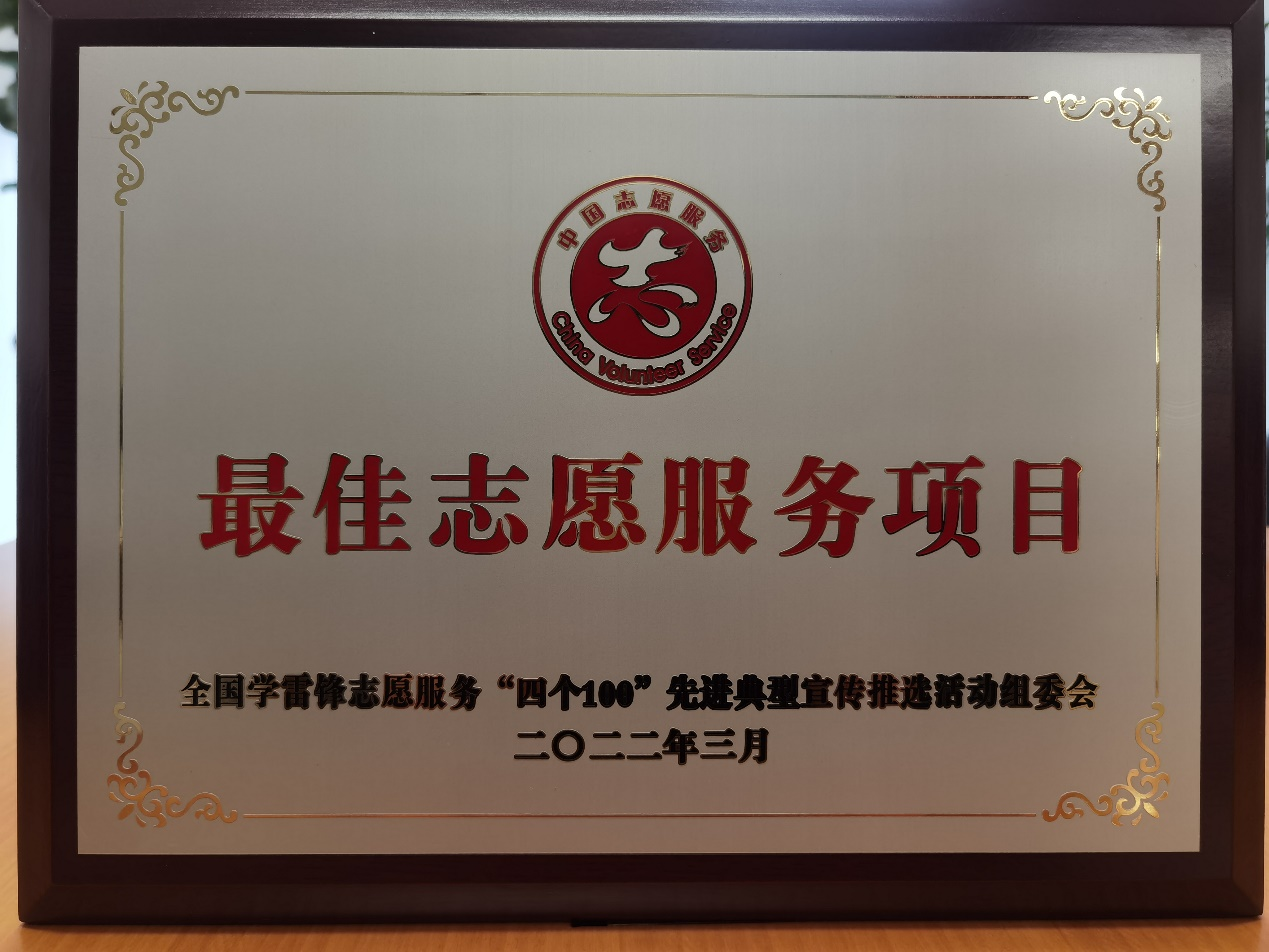 中国志愿服务
志
China Volunteer Service
最佳志愿服务项目
全国学雷锋志愿服务“四个100”先进典型宣传推选活动组委会
二〇二二年三月